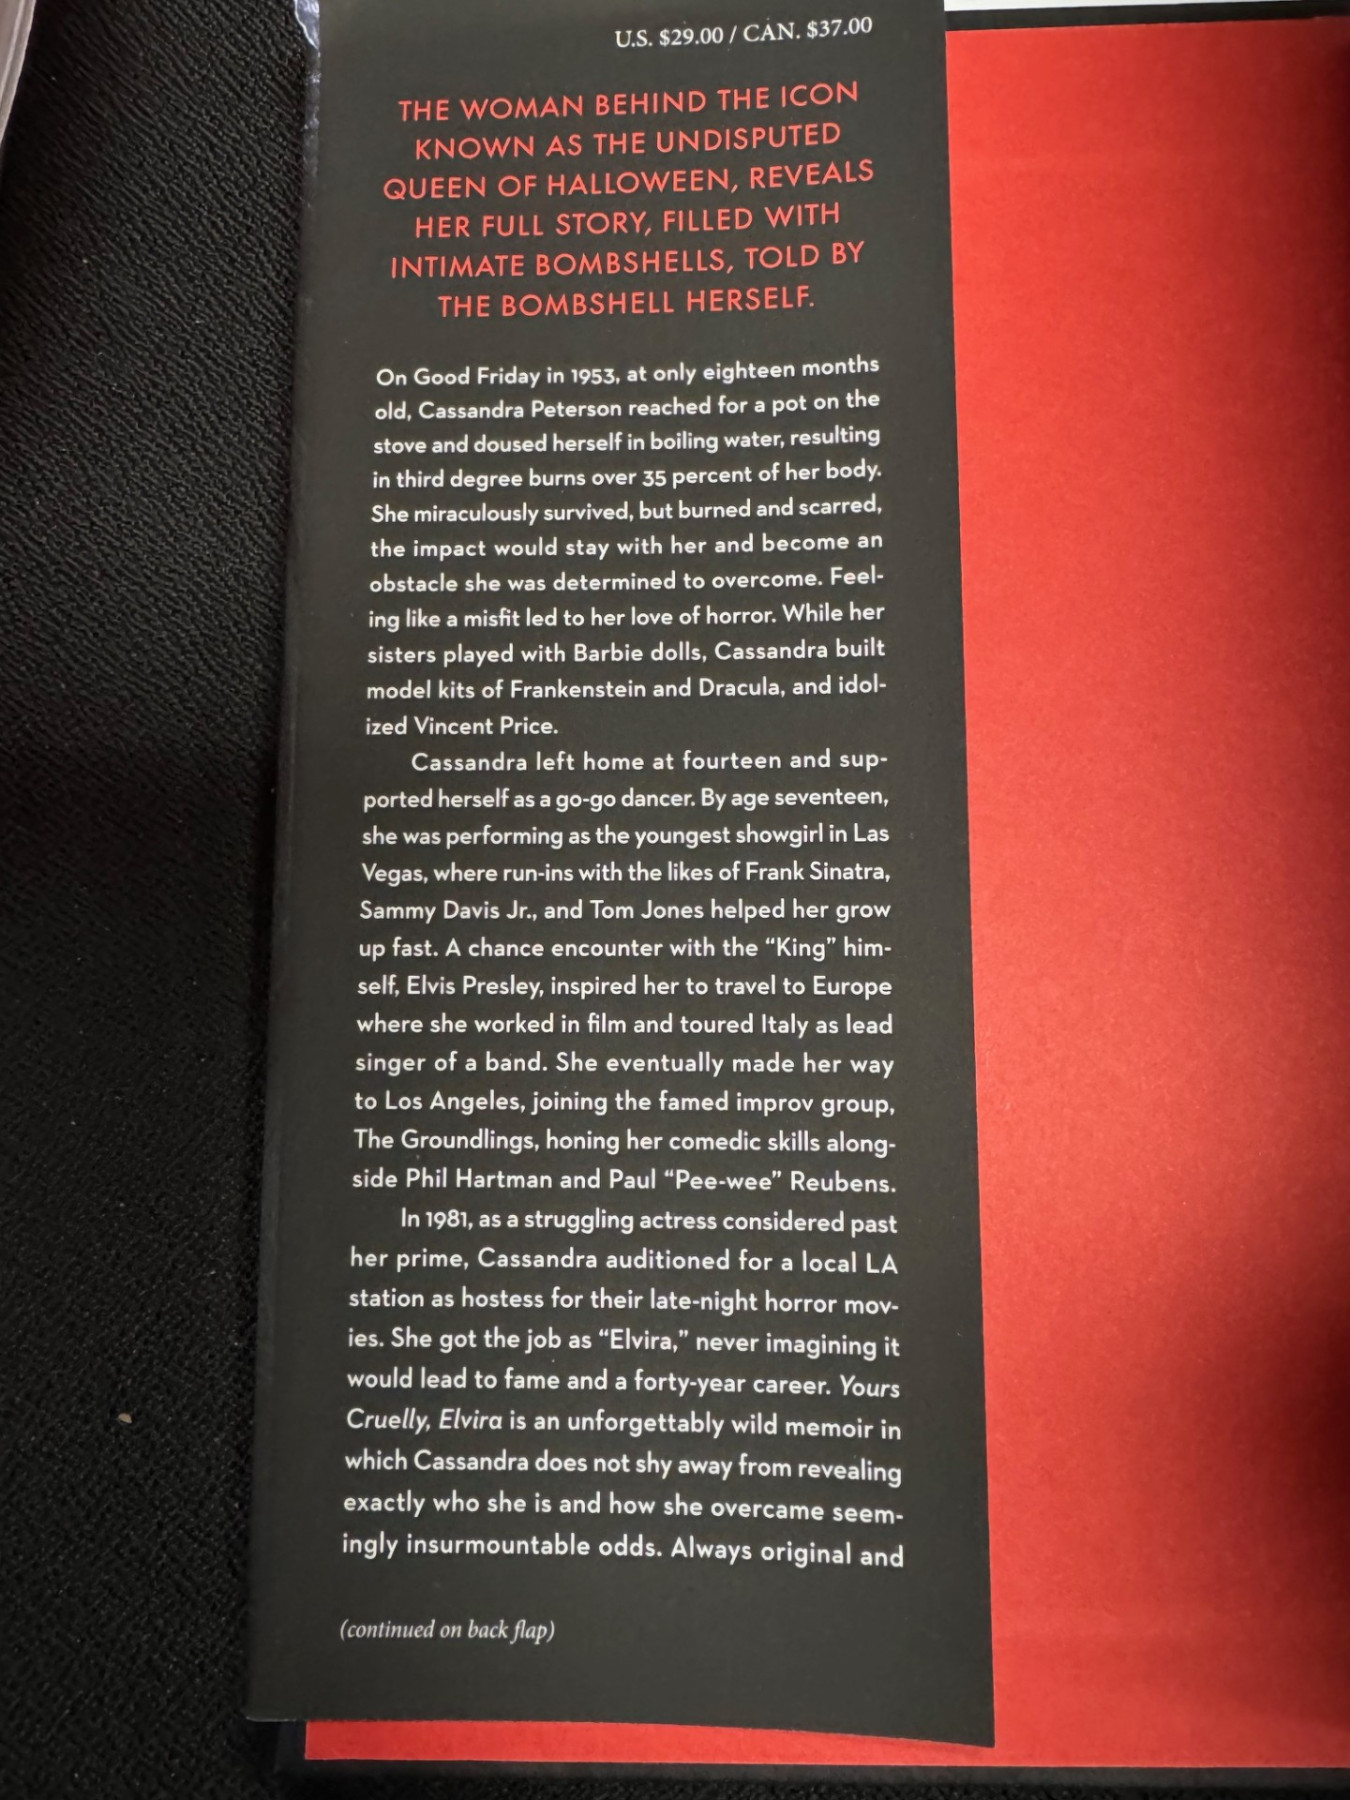 U.S. $29.00 / CAN. $37.00
THE WOMAN BEHIND THE ICON
KNOWN AS THE UNDISPUTED
QUEEN OF HALLOWEEN, REVEALS
HER FULL STORY, FILLED WITH
INTIMATE BOMBSHELLS, TOLD BY
THE BOMBSHELL HERSELF.
On Good Friday in 1953, at only eighteen months
old, Cassandra Peterson reached for a pot on the
stove and doused herself in boiling water, resulting
in third degree burns over 35 percent of her body.
She miraculously survived, but burned and scarred,
the impact would stay with her and become an
obstacle she was determined to overcome. Feel-
ing like a misfit led to her love of horror. While her
sisters played with Barbie dolls, Cassandra built
model kits of Frankenstein and Dracula, and idol-
ized Vincent Price.
Cassandra left home at fourteen and sup-
ported herself as a go-go dancer. By age seventeen,
she was performing as the youngest showgirl in Las
Vegas, where run-ins with the likes of Frank Sinatra,
Sammy Davis Jr., and Tom Jones helped her grow
up fast. A chance encounter with the “King” him-
self, Elvis Presley, inspired her to travel to Europe
where she worked in film and toured Italy as lead
singer of a band. She eventually made her way
to Los Angeles, joining the famed improv group,
The Groundlings, honing her comedic skills along-
side Phil Hartman and Paul “Pee-wee” Reubens.
In 1981, as a struggling actress considered past
her prime, Cassandra auditioned for a local LA
station as hostess for their late-night horror mov-
ies. She got the job as “Elvira,” never imagining it
would lead to fame and a forty-year career. Yours
Cruelly, Elvira is an unforgettably wild memoir in
which Cassandra does not shy away from revealing
exactly who she is and how she overcame seem-
ingly insurmountable odds. Always original and
(continued on back flap)